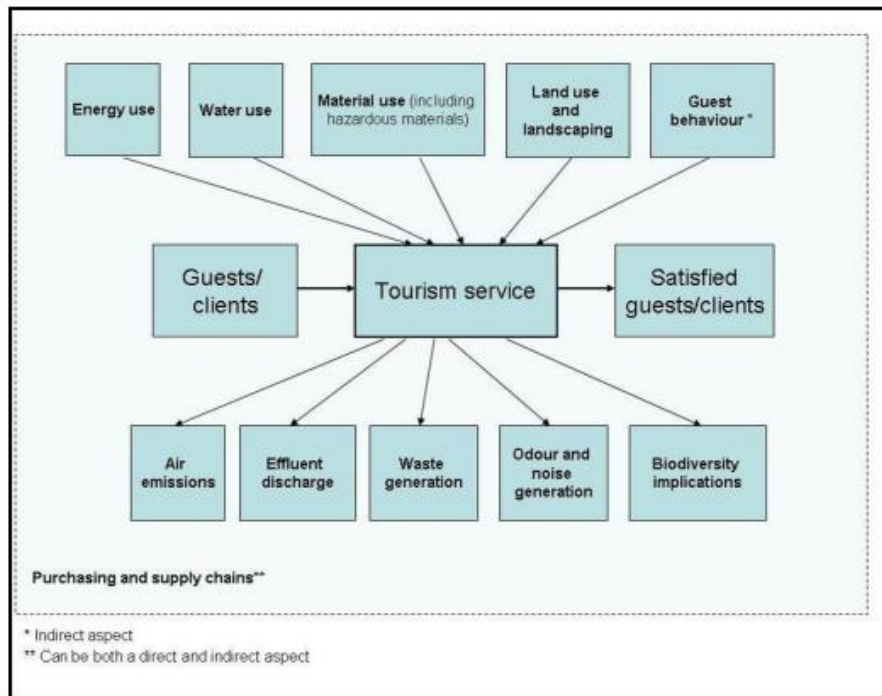 Energy use
Water use
Material use (including
hazardous materials)
Land use
and
landscaping
Guest
behaviour *
Guests/
clients
Tourism service
Satisfied
guests/clients
Air
emissions
Effluent
discharge
Waste
generation
Odour and
noise
generation
Biodiversity
implications
Purchasing and supply chains**
* Indirect aspect
** Can be both a direct and indirect aspect